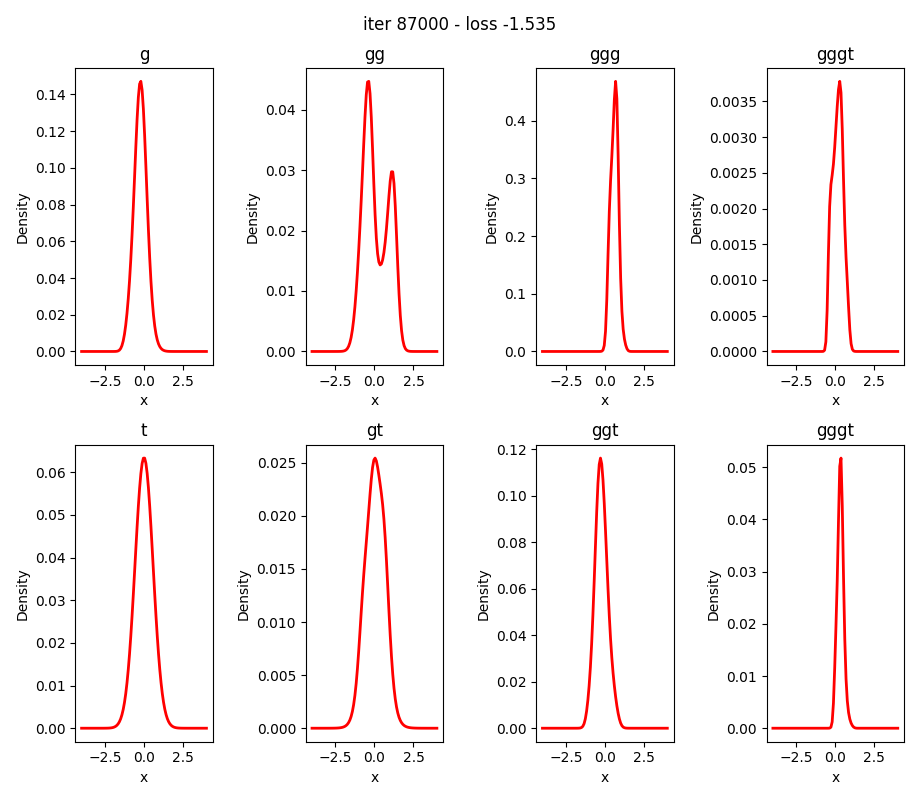 iter 87000 - loss -1.535
g
gg
ggg
gggt
0.14
0.12
0.10
0.08
0.06
0.04
0.02
0.00
Density
−2.5 0.0 2.5
x
0.04
0.03
0.02
0.01
0.00
Density
−2.5 0.0 2.5
x
0.4
0.3
0.2
0.1
0.0
Density
−2.5 0.0 2.5
x
0.0035
0.0030
0.0025
0.0020
0.0015
0.0010
0.0005
0.0000
Density
−2.5 0.0 2.5
x
t
gt
ggt
gggt
0.06
0.05
0.04
0.03
0.02
0.01
0.00
Density
−2.5 0.0 2.5
x
0.025
0.020
0.015
0.010
0.005
0.000
Density
−2.5 0.0 2.5
x
0.12
0.10
0.08
0.06
0.04
0.02
0.00
Density
−2.5 0.0 2.5
x
0.05
0.04
0.03
0.02
0.01
0.00
Density
−2.5 0.0 2.5
x